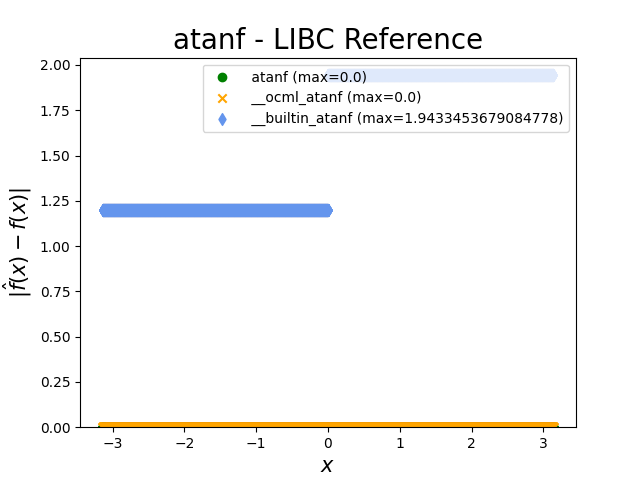 atanf - LIBC Reference
atanf (max=0.0)
__ocml_atanf (max=0.0)
__builtin_atanf (max=1.9433453679084778)
2.00
1.75
1.50
1.25
1.00
0.75
0.50
0.25
0.00
|f̂(x) − f(x)|
−3 −2 −1 0 1 2 3
x